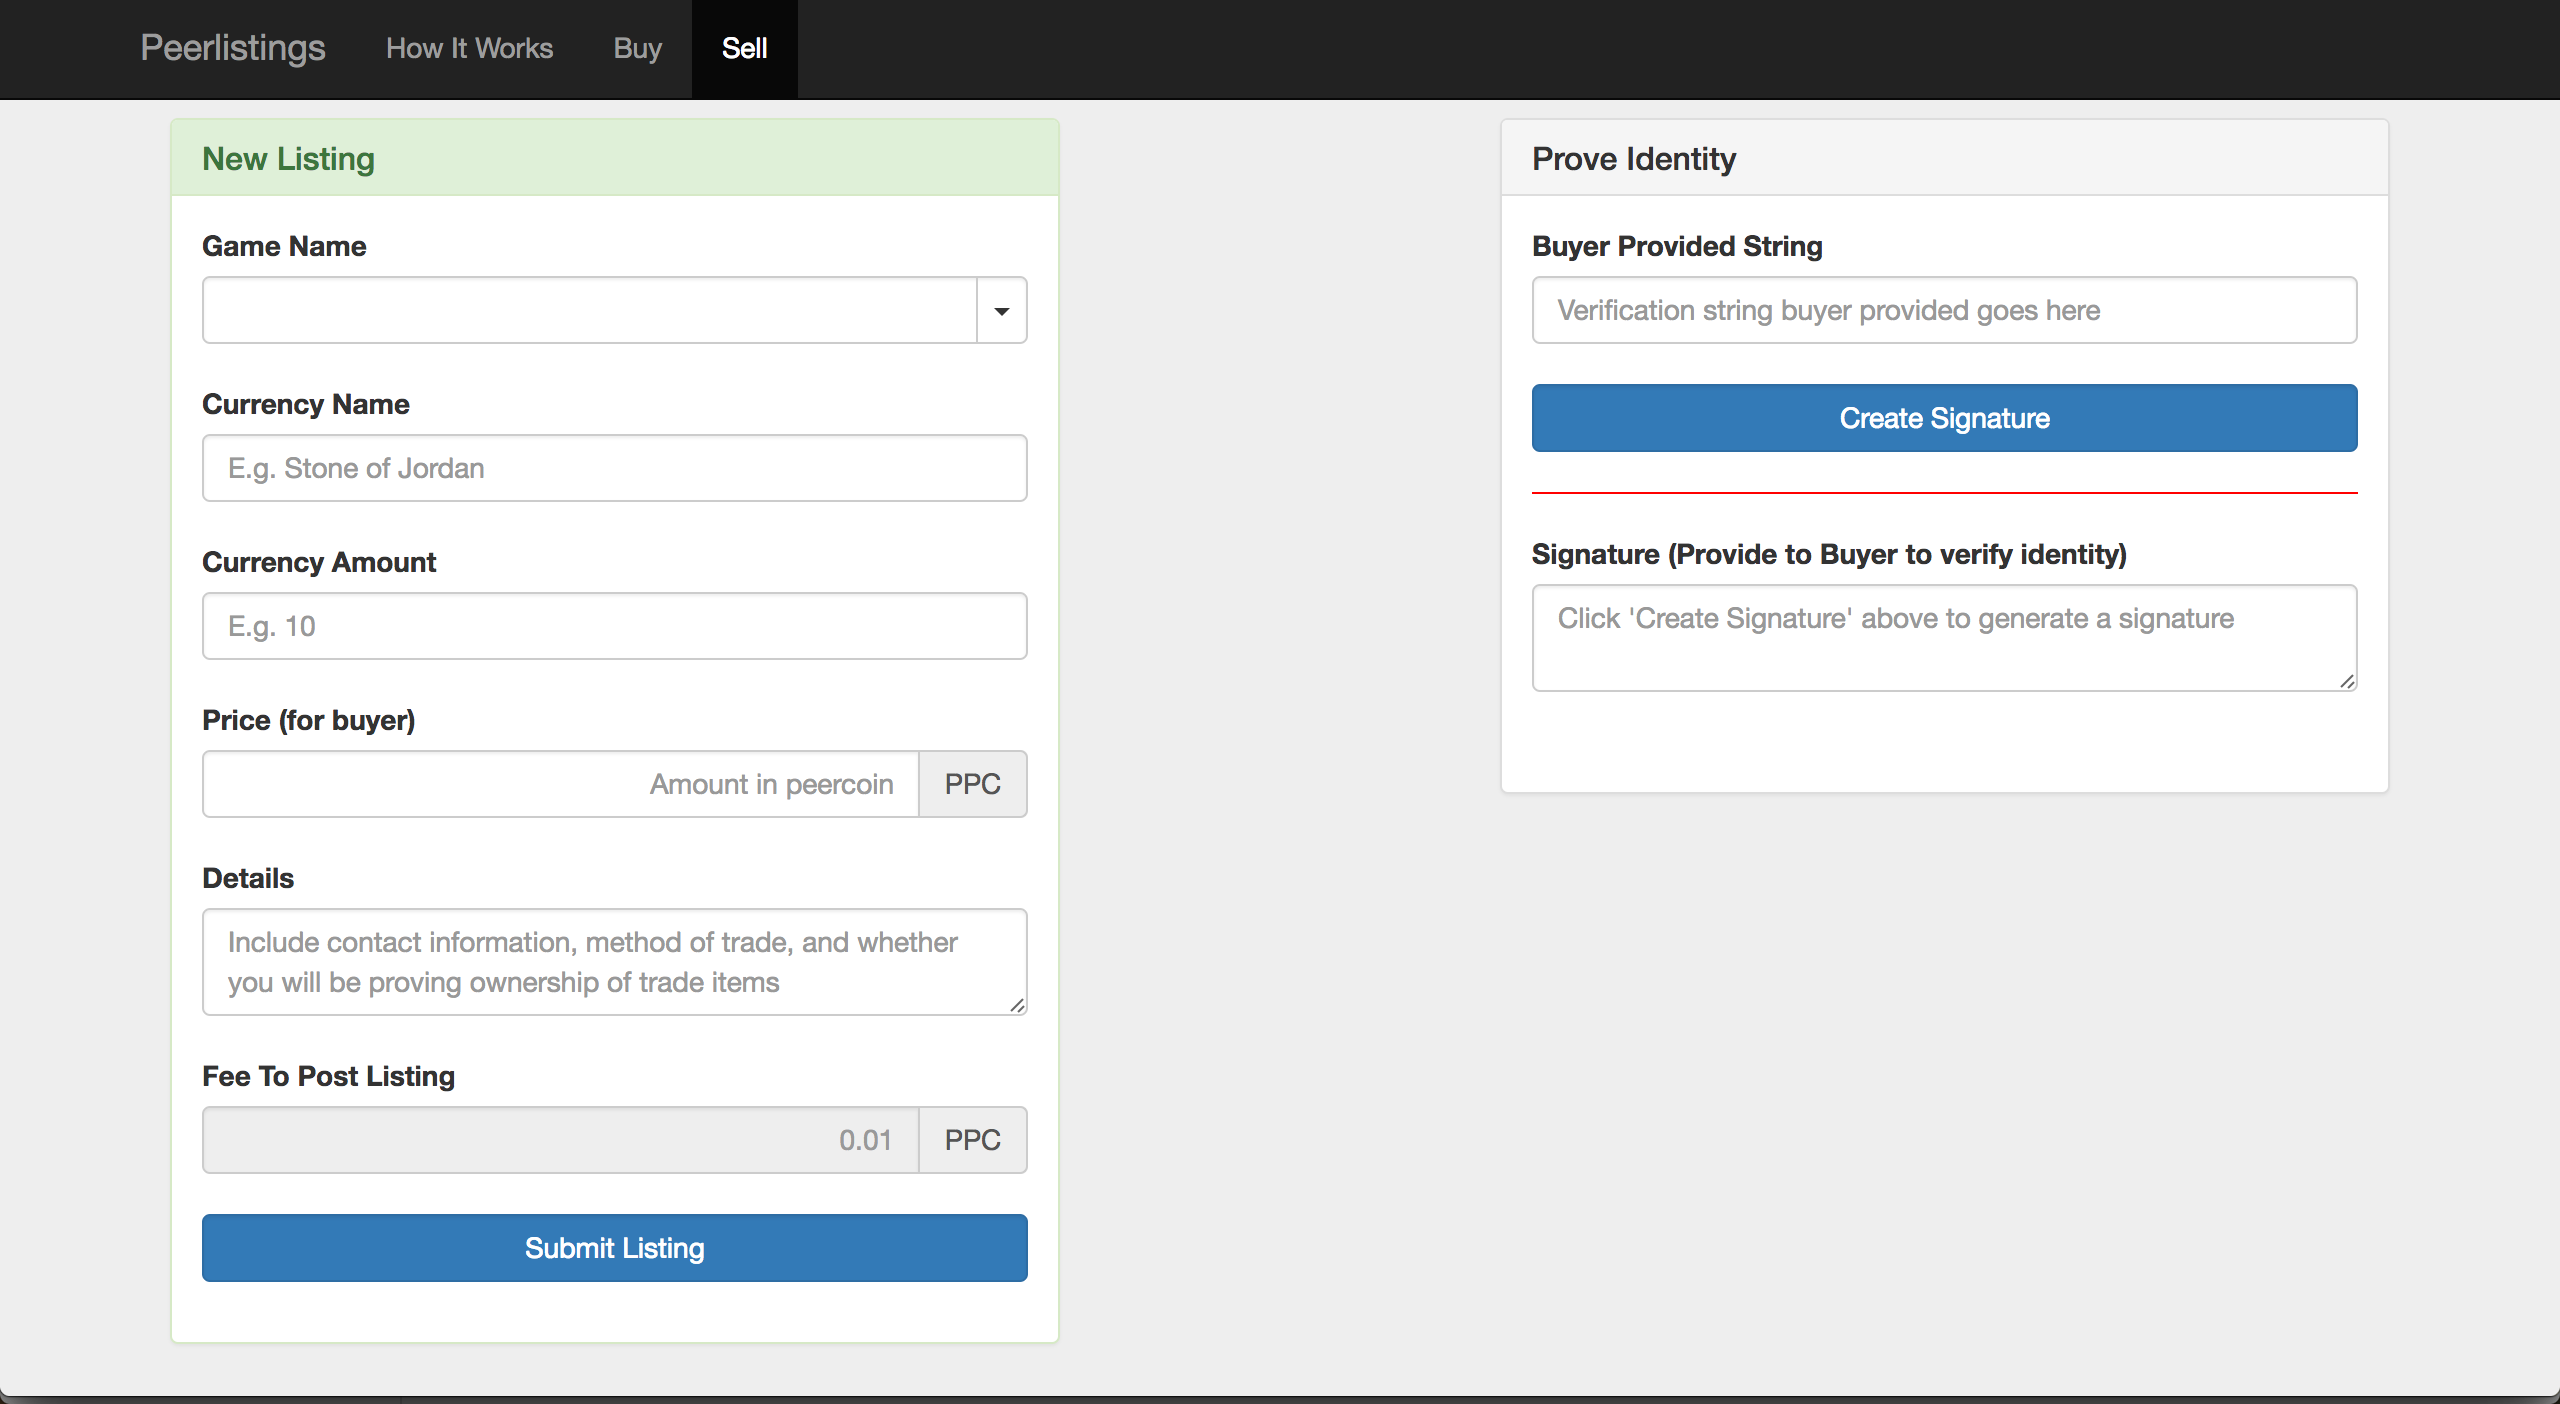 Peerlistings How It Works Buy Sell
New Listing
Game Name
Currency Name
E.g. Stone of Jordan
Currency Amount
E.g. 10
Price (for buyer)
Amount in peercoin PPC
Details
Include contact information, method of trade, and whether
you will be proving ownership of trade items
Fee To Post Listing
0.01 PPC
Submit Listing
Prove Identity
Buyer Provided String
Verification string buyer provided goes here
Create Signature
Signature (Provide to Buyer to verify identity)
Click 'Create Signature' above to generate a signature